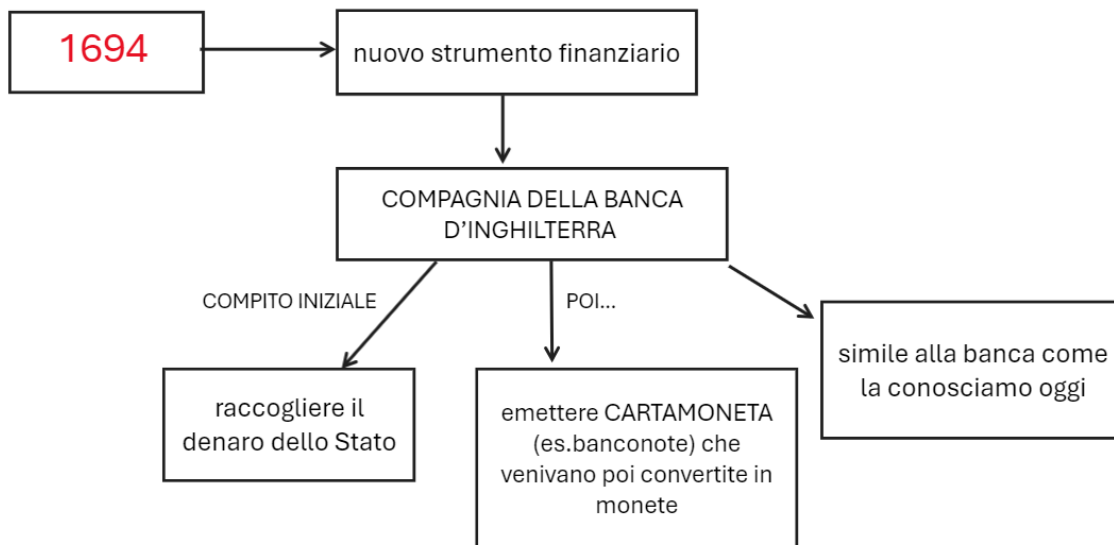 1694
nuovo strumento finanziario
COMPAGNIA DELLA BANCA
D’INGHILTERRA
COMPITO INIZIALE
POI...
simile alla banca come
la conosciamo oggi
raccogliere il
denaro dello Stato
emettere CARTAMONETA
(es.banconote) che
venivano poi convertite in
monete